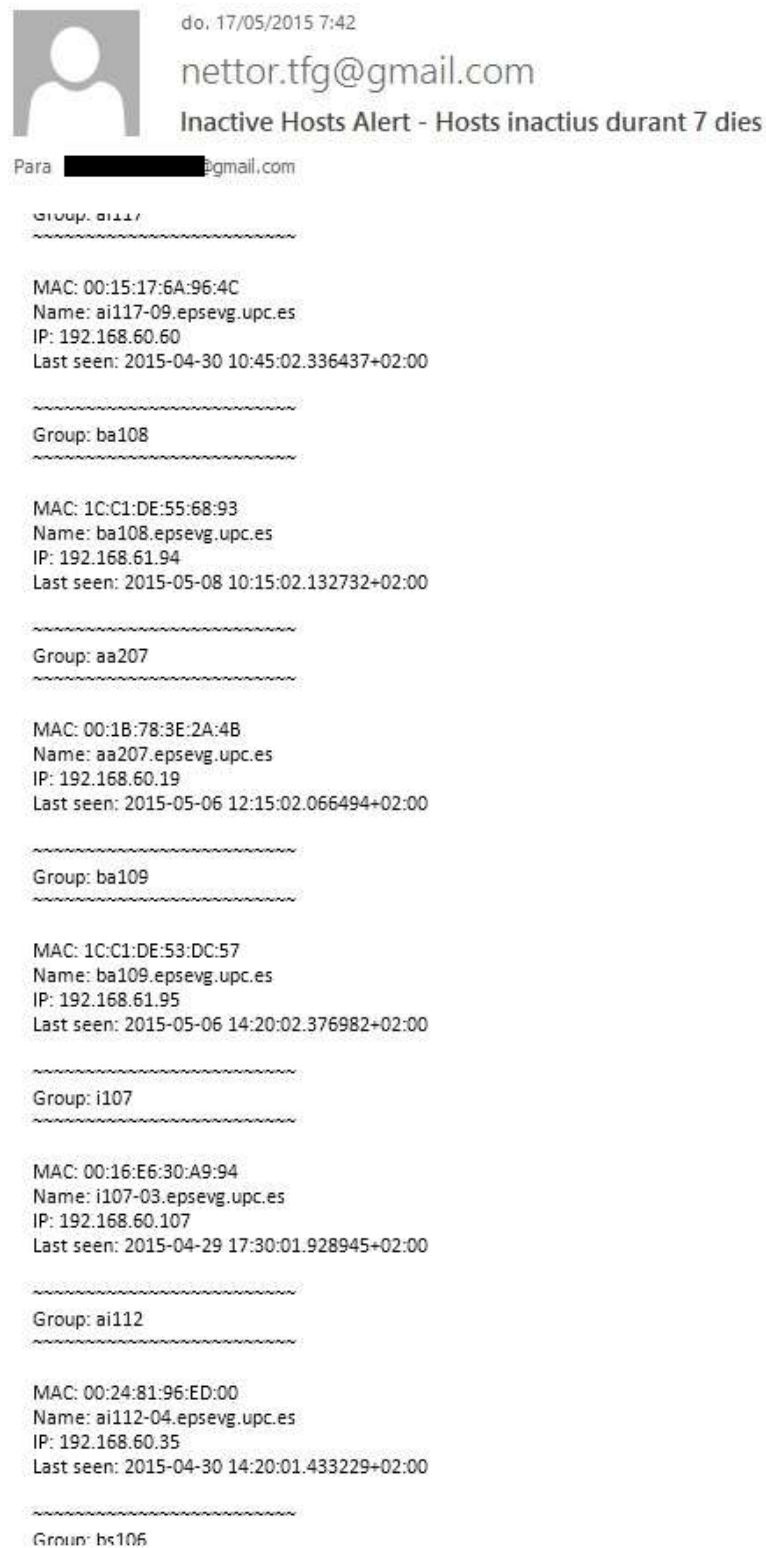 do. 17/05/2015 7:42
nettor.tfg@gmail.com
Inactive Hosts Alert - Hosts inactius durant 7 dies
Para @gmail.com
Group: ai117
~~~~~~~~~~~~~~~~~~~~~~~~~
MAC: 00:15:17:6A:96:4C
Name: ai117-09.epsevg.upc.es
IP: 192.168.60.60
Last seen: 2015-04-30 10:45:02.336437+02:00
~~~~~~~~~~~~~~~~~~~~~~~~~
Group: ba108
~~~~~~~~~~~~~~~~~~~~~~~~~
MAC: 1C:C1:DE:55:68:93
Name: ba108.epsevg.upc.es
IP: 192.168.61.94
Last seen: 2015-05-08 10:15:02.132732+02:00
~~~~~~~~~~~~~~~~~~~~~~~~~
Group: aa207
~~~~~~~~~~~~~~~~~~~~~~~~~
MAC: 00:1B:78:3E:2A:4B
Name: aa207.epsevg.upc.es
IP: 192.168.60.19
Last seen: 2015-05-06 12:15:02.066494+02:00
~~~~~~~~~~~~~~~~~~~~~~~~~
Group: ba109
~~~~~~~~~~~~~~~~~~~~~~~~~
MAC: 1C:C1:DE:53:DC:57
Name: ba109.epsevg.upc.es
IP: 192.168.61.95
Last seen: 2015-05-06 14:20:02.376982+02:00
~~~~~~~~~~~~~~~~~~~~~~~~~
Group: i107
~~~~~~~~~~~~~~~~~~~~~~~~~
MAC: 00:16:E6:30:A9:94
Name: i107-03.epsevg.upc.es
IP: 192.168.60.107
Last seen: 2015-04-29 17:30:01.928945+02:00
~~~~~~~~~~~~~~~~~~~~~~~~~
Group: ai112
~~~~~~~~~~~~~~~~~~~~~~~~~
MAC: 00:24:81:96:ED:00
Name: ai112-04.epsevg.upc.es
IP: 192.168.60.35
Last seen: 2015-04-30 14:20:01.433229+02:00
~~~~~~~~~~~~~~~~~~~~~~~~~
Group: bs106